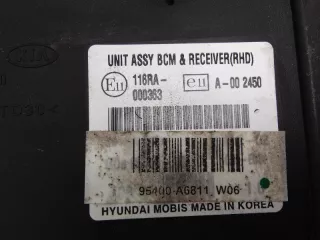 UNIT ASSY BCM & RECEIVER(RHD)
E11 116RA-
000363
e11 A-00 2450
95400-A6811 W06
HYUNDAI MOBIS MADE IN KOREA